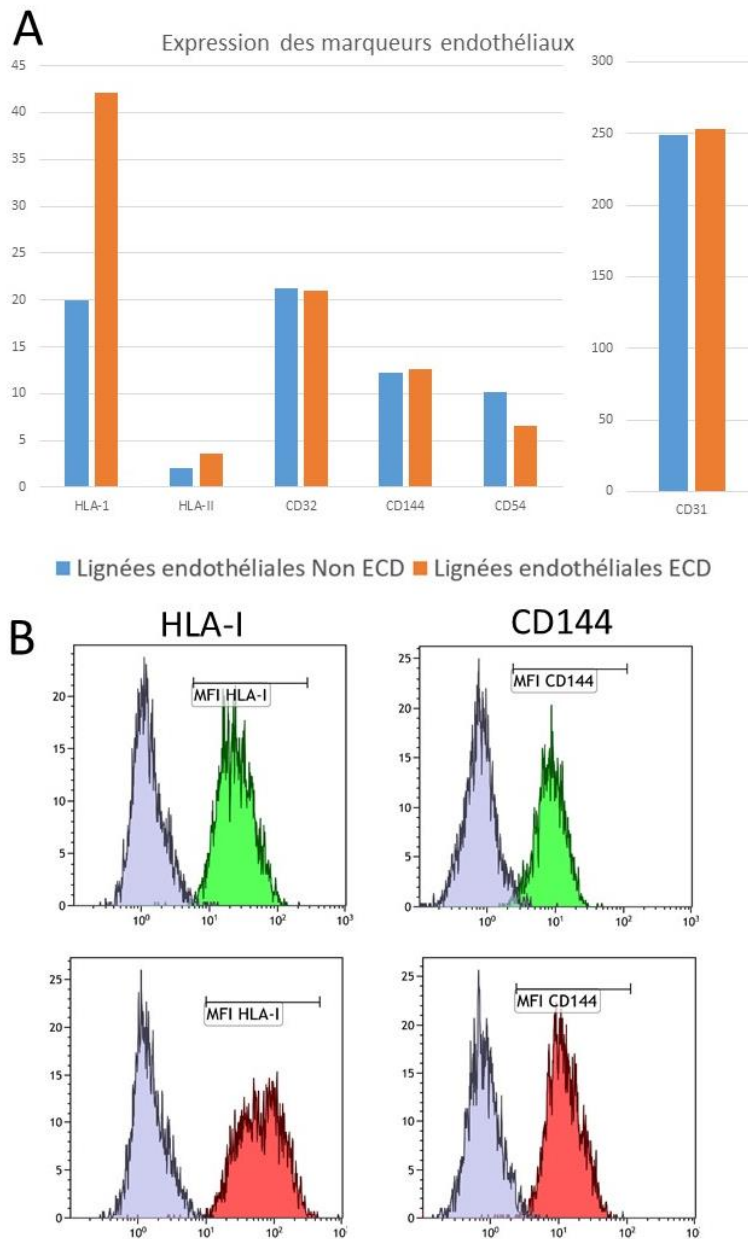 A
Expression des marqueurs endothéliaux
45
40
35
30
25
20
15
10
5
0
HLA-1 HLA-II CD32 CD144 CD54
300
250
200
150
100
50
0
CD31
Lignées endothéliales Non ECD Lignées endothéliales ECD
B
HLA-I CD144
MFI HLA-I
20
15
10
5
0
10⁰ 10¹ 10² 10³
MFI CD144
25
20
15
10
5
0
10⁰ 10¹ 10² 10³
MFI HLA-I
25
20
15
10
5
0
10⁰ 10¹ 10²
MFI CD144
25
20
15
10
5
0
10⁰ 10¹ 10²